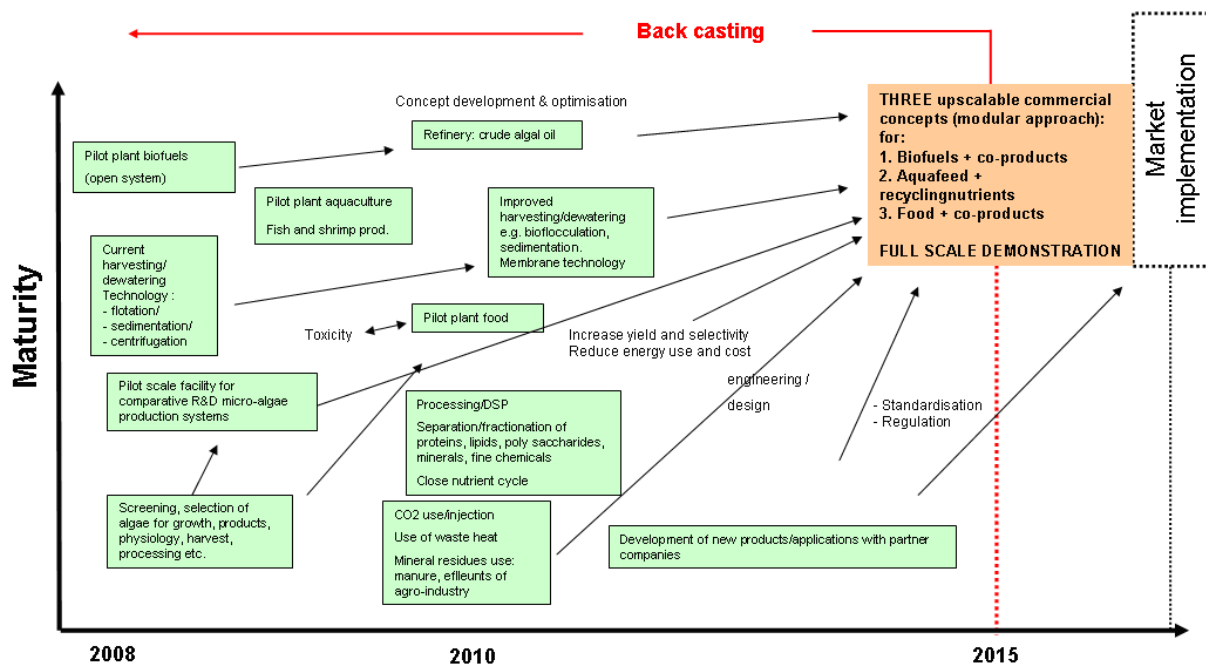 Back casting
Market
implementation
Maturity
Concept development & optimisation
THREE upscalable commercial
concepts (modular approach):
for:
1. Biofuels + co-products
2. Aquafeed +
recyclingnutrients
3. Food + co-products
FULL SCALE DEMONSTRATION
Refinery: crude algal oil
Pilot plant biofuels
(open system)
Pilot plant aquaculture
Fish and shrimp prod.
Improved
harvesting/dewatering
e.g. bioflocculation,
sedimentation.
Membrane technology
Current
harvesting/
dewatering
Technology :
- flotation/
- sedimentation/
- centrifugation
Toxicity
Pilot plant food
Increase yield and selectivity
Reduce energy use and cost
Pilot scale facility for
comparative R&D micro-algae
production systems
engineering /
design
Processing/DSP
Separation/fractionation of
proteins, lipids, poly saccharides,
minerals, fine chemicals
Close nutrient cycle
- Standardisation
- Regulation
Screening, selection of
algae for growth, products,
physiology, harvest,
processing etc.
CO2 use/injection
Use of waste heat
Mineral residues use:
manure, eflleunts of
agro-industry
Development of new products/applications with partner
companies
2008
2010
2015